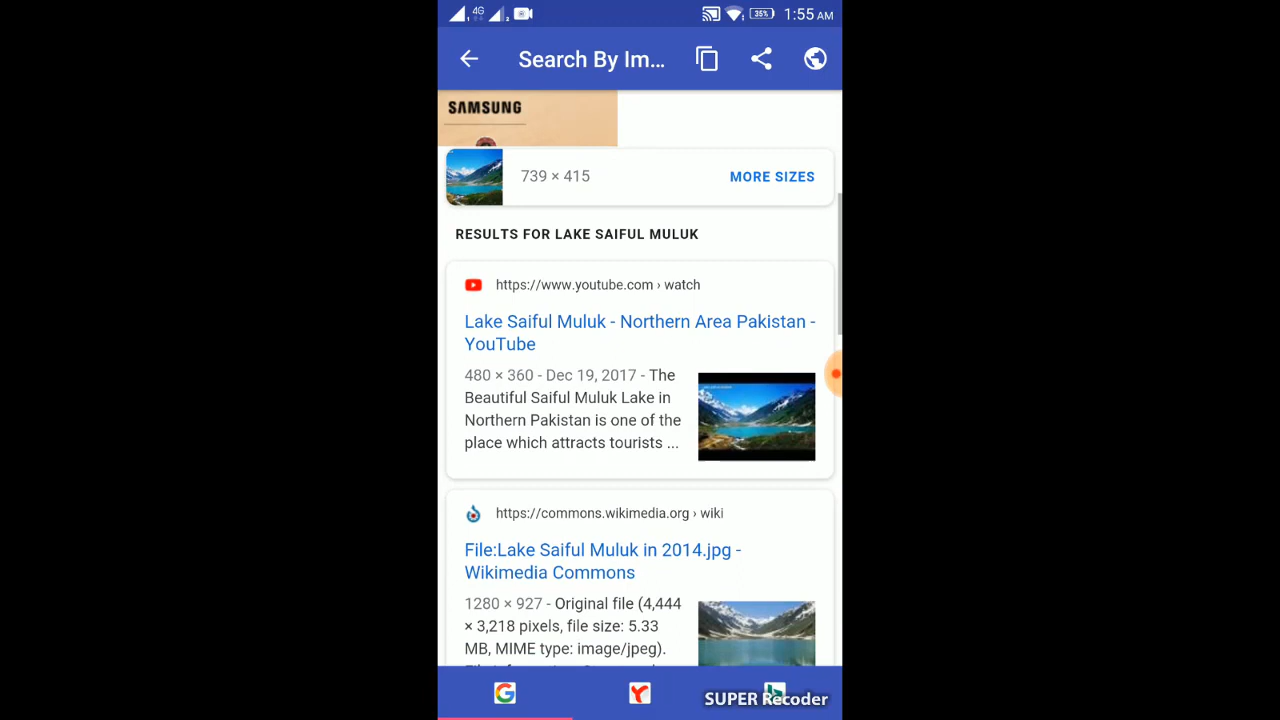 4G
1
2
35%
1:55 AM
Search By Im...
SAMSUNG
739 × 415
MORE SIZES
RESULTS FOR LAKE SAIFUL MULUK
https://www.youtube.com › watch
Lake Saiful Muluk - Northern Area Pakistan -
YouTube
480 × 360 - Dec 19, 2017 - The
Beautiful Saiful Muluk Lake in
Northern Pakistan is one of the
place which attracts tourists ...
https://commons.wikimedia.org › wiki
File:Lake Saiful Muluk in 2014.jpg -
Wikimedia Commons
1280 × 927 - Original file (4,444
× 3,218 pixels, file size: 5.33
MB, MIME type: image/jpeg).
SUPER Recoder